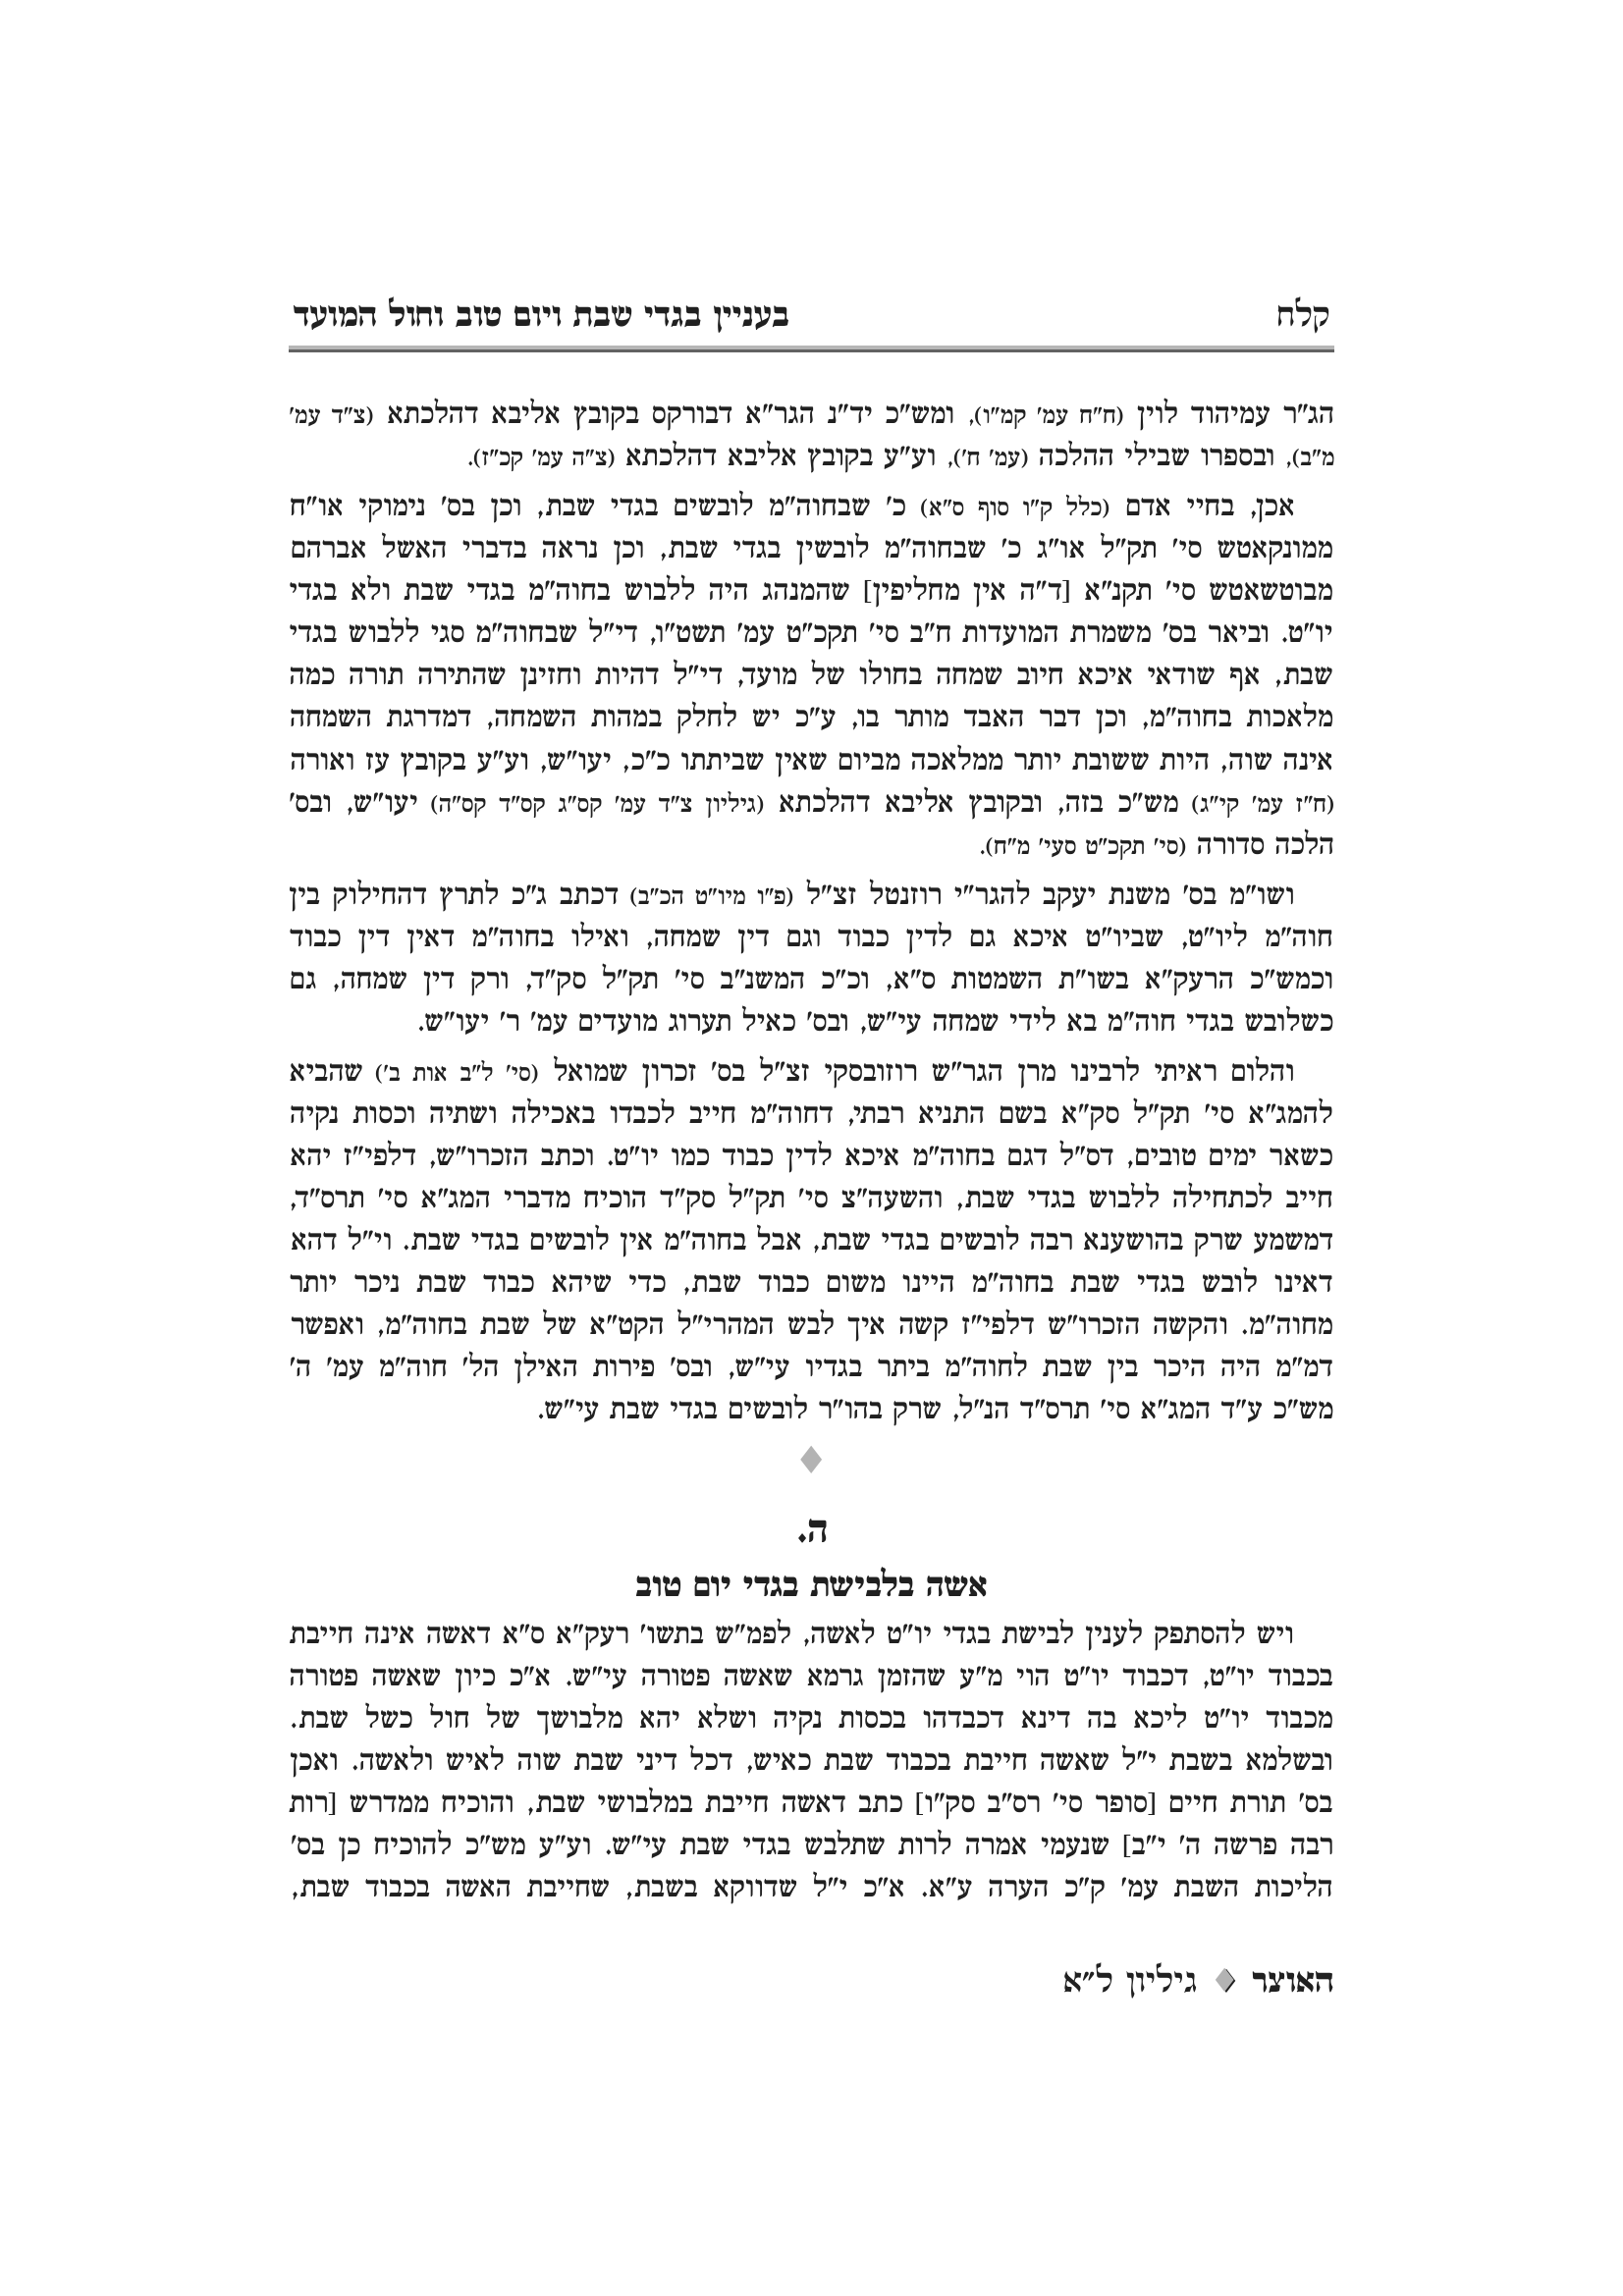 קלח
בעניין בגדי שבת ויום טוב וחול המועד
הג"ר עמיהוד לוין (ח"ח עמ' קמ"ו), ומש"כ יד"נ הגר"א דבורקס בקובץ אליבא דהלכתא (צ"ד עמ'
מ"ב), ובספרו שבילי ההלכה (עמ' ח'), וע"ע בקובץ אליבא דהלכתא (צ"ה עמ' קכ"ז).
אכן, בחיי אדם (כלל ק"ו סוף ס"א) כ' שבחוה"מ לובשים בגדי שבת, וכן בס' נימוקי או"ח
ממונקאטש סי' תק"ל או"ג כ' שבחוה"מ לובשין בגדי שבת, וכן נראה בדברי האשל אברהם
מבוטשאטש סי' תקנ"א [ד"ה אין מחליפין] שהמנהג היה ללבוש בחוה"מ בגדי שבת ולא בגדי
יו"ט. וביאר בס' משמרת המועדות ח"ב סי' תקכ"ט עמ' תשט"ו, די"ל שבחוה"מ סגי ללבוש בגדי
שבת, אף שודאי איכא חיוב שמחה בחולו של מועד, די"ל דהיות וחזינן שהתירה תורה כמה
מלאכות בחוה"מ, וכן דבר האבד מותר בו, ע"כ יש לחלק במהות השמחה, דמדרגת השמחה
אינה שוה, היות ששובת יותר ממלאכה מביום שאין שביתתו כ"כ, יעו"ש, וע"ע בקובץ עז ואורה
(ח"ז עמ' קי"ג) מש"כ בזה, ובקובץ אליבא דהלכתא (גיליון צ"ד עמ' קס"ג קס"ד קס"ה) יעו"ש, ובס'
הלכה סדורה (סי' תקכ"ט סעי' מ"ח).
ושו"מ בס' משנת יעקב להגר"י רוזנטל זצ"ל (פ"ו מיו"ט הכ"ב) דכתב ג"כ לתרץ דהחילוק בין
חוה"מ ליו"ט, שביו"ט איכא גם לדין כבוד וגם דין שמחה, ואילו בחוה"מ דאין דין כבוד
וכמש"כ הרעק"א בשו"ת השמטות ס"א, וכ"כ המשנ"ב סי' תק"ל סק"ד, ורק דין שמחה, גם
כשלובש בגדי חוה"מ בא לידי שמחה עי"ש, ובס' כאיל תערוג מועדים עמ' ר' יעו"ש.
והלום ראיתי לרבינו מרן הגר"ש רוזובסקי זצ"ל בס' זכרון שמואל (סי' ל"ב אות ב') שהביא
להמג"א סי' תק"ל סק"א בשם התניא רבתי, דחוה"מ חייב לכבדו באכילה ושתיה וכסות נקיה
כשאר ימים טובים, דס"ל דגם בחוה"מ איכא לדין כבוד כמו יו"ט. וכתב הזכרו"ש, דלפי"ז יהא
חייב לכתחילה ללבוש בגדי שבת, והשעה"צ סי' תק"ל סק"ד הוכיח מדברי המג"א סי' תרס"ד,
דמשמע שרק בהושענא רבה לובשים בגדי שבת, אבל בחוה"מ אין לובשים בגדי שבת. וי"ל דהא
דאינו לובש בגדי שבת בחוה"מ היינו משום כבוד שבת, כדי שיהא כבוד שבת ניכר יותר
מחוה"מ. והקשה הזכרו"ש דלפי"ז קשה איך לבש המהרי"ל הקט"א של שבת בחוה"מ, ואפשר
דמ"מ היה היכר בין שבת לחוה"מ ביתר בגדיו עי"ש, ובס' פירות האילן הל' חוה"מ עמ' ה'
מש"כ ע"ד המג"א סי' תרס"ד הנ"ל, שרק בהו"ר לובשים בגדי שבת עי"ש.
ה.
אשה בלבישת בגדי יום טוב
ויש להסתפק לענין לבישת בגדי יו"ט לאשה, לפמ"ש בתשו' רעק"א ס"א דאשה אינה חייבת
בכבוד יו"ט, דכבוד יו"ט הוי מ"ע שהזמן גרמא שאשה פטורה עי"ש. א"כ כיון שאשה פטורה
מכבוד יו"ט ליכא בה דינא דכבדהו בכסות נקיה ושלא יהא מלבושך של חול כשל שבת.
ובשלמא בשבת י"ל שאשה חייבת בכבוד שבת כאיש, דכל דיני שבת שוה לאיש ולאשה. ואכן
בס' תורת חיים [סופר סי' רס"ב סק"ו] כתב דאשה חייבת במלבושי שבת, והוכיח ממדרש [רות
רבה פרשה ה' י"ב] שנעמי אמרה לרות שתלבש בגדי שבת עי"ש. וע"ע מש"כ להוכיח כן בס'
הליכות השבת עמ' ק"כ הערה ע"א. א"כ י"ל שדווקא בשבת, שחייבת האשה בכבוד שבת,
האוצר ♦ גיליון ל"א